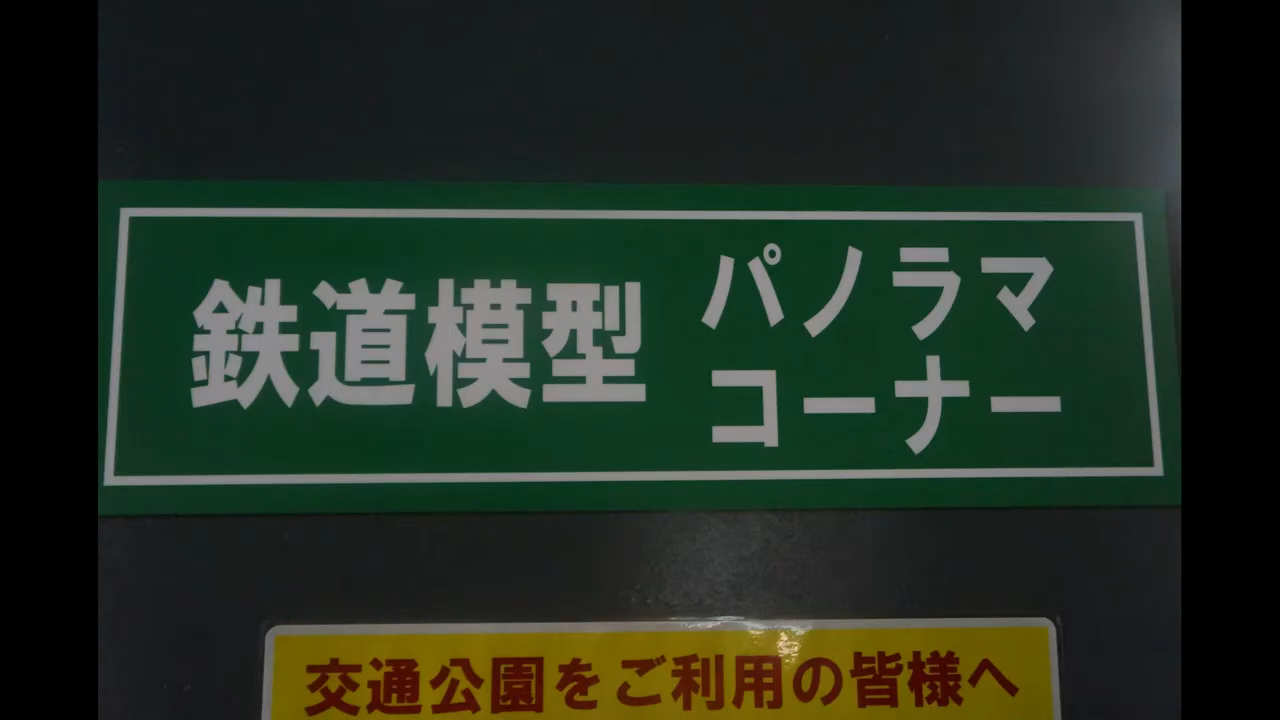 鉄道模型
パノラマ
コーナー
交通公園をご利用の皆様へ